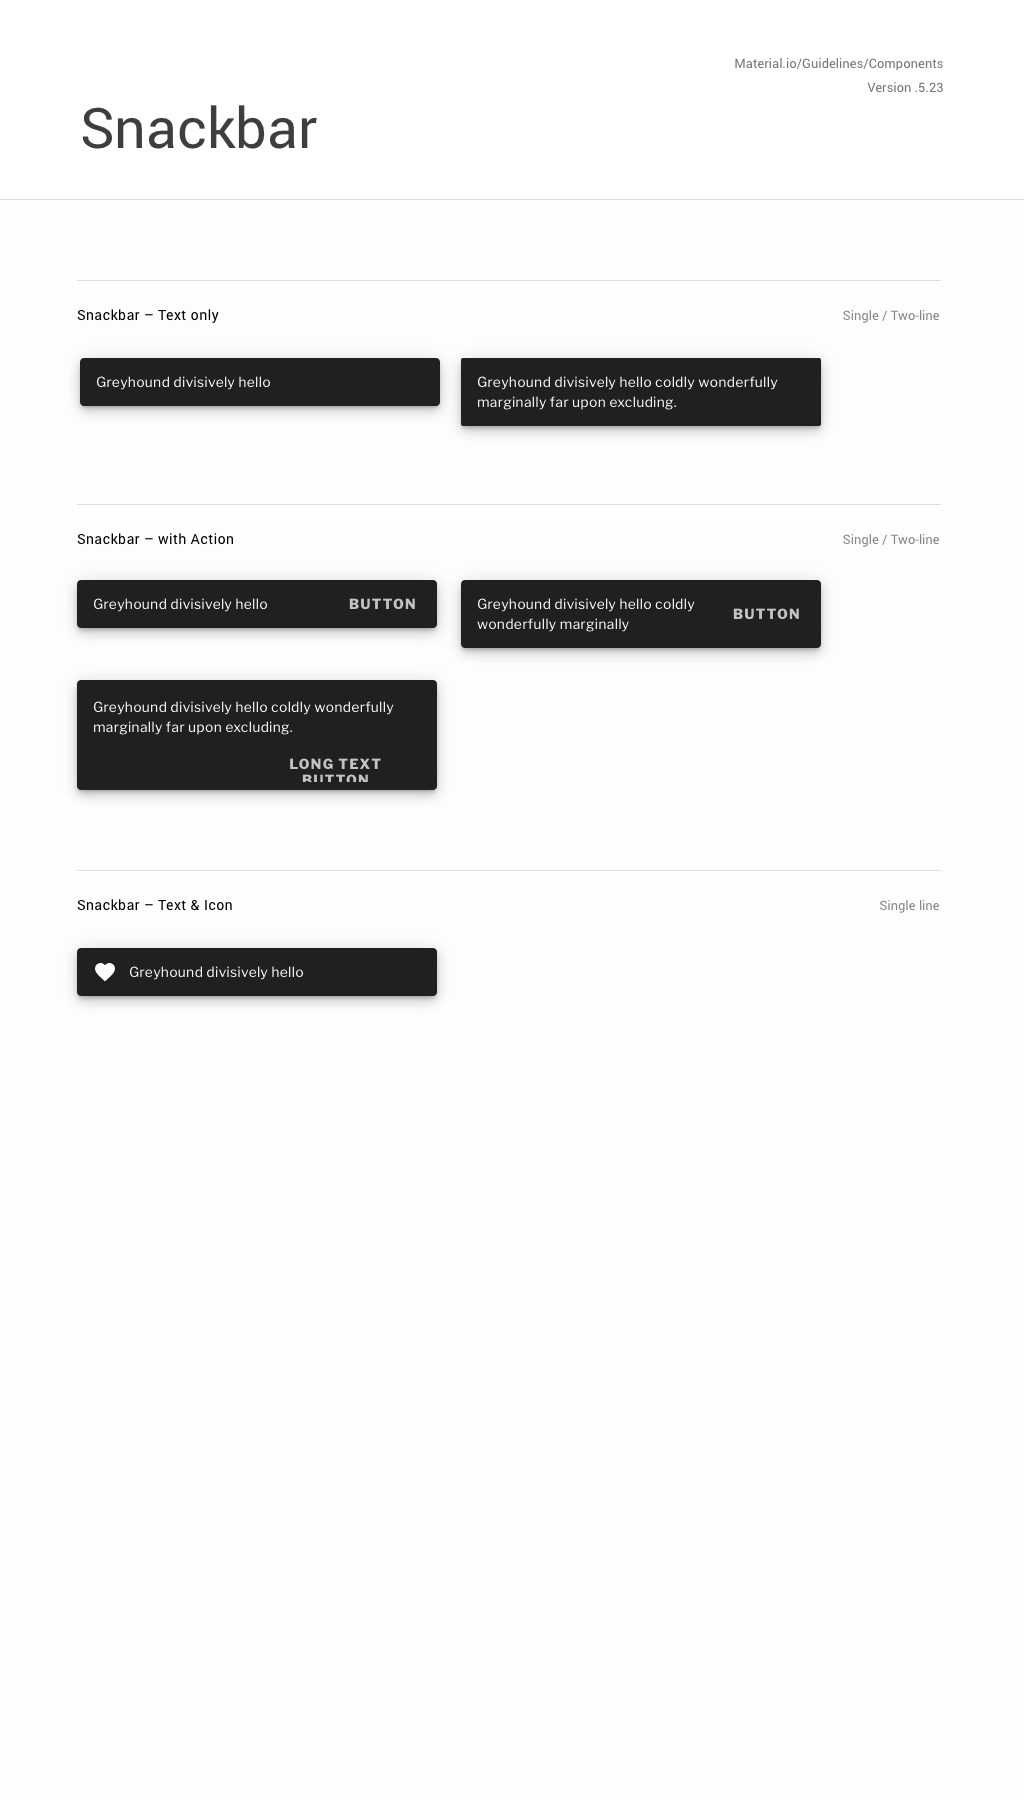 Material.io/Guidelines/Components
Version .5.23
Snackbar
Snackbar – Text only
Single / Two-line
Greyhound divisively hello
Greyhound divisively hello coldly wonderfully
marginally far upon excluding.
Snackbar – with Action
Single / Two-line
Greyhound divisively hello
BUTTON
Greyhound divisively hello coldly
wonderfully marginally
BUTTON
Greyhound divisively hello coldly wonderfully
marginally far upon excluding.
LONG TEXT
BUTTON
Snackbar – Text & Icon
Single line
Greyhound divisively hello